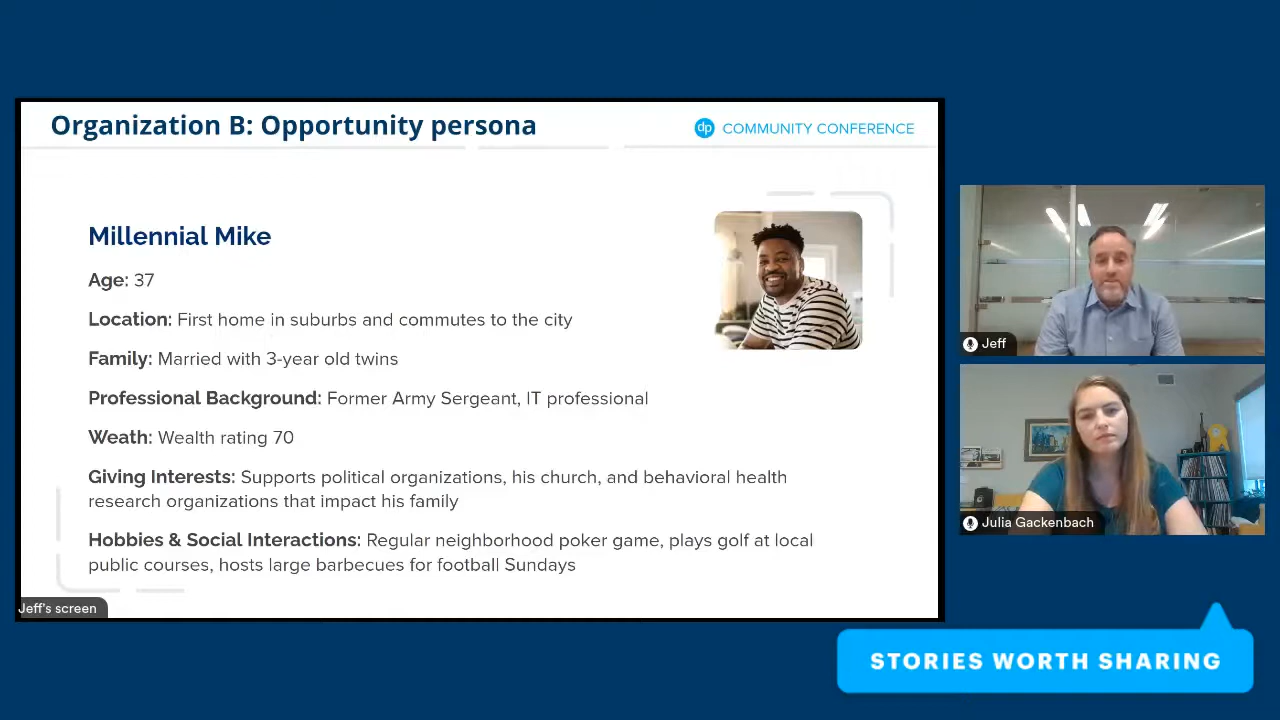 Organization B: Opportunity persona
dp COMMUNITY CONFERENCE
Millennial Mike
Age: 37
Location: First home in suburbs and commutes to the city
Family: Married with 3-year old twins
Professional Background: Former Army Sergeant, IT professional
Weath: Wealth rating 70
Giving Interests: Supports political organizations, his church, and behavioral health
research organizations that impact his family
Hobbies & Social Interactions: Regular neighborhood poker game, plays golf at local
public courses, hosts large barbecues for football Sundays
Jeff's screen
Jeff
Julia Gackenbach
STORIES WORTH SHARING